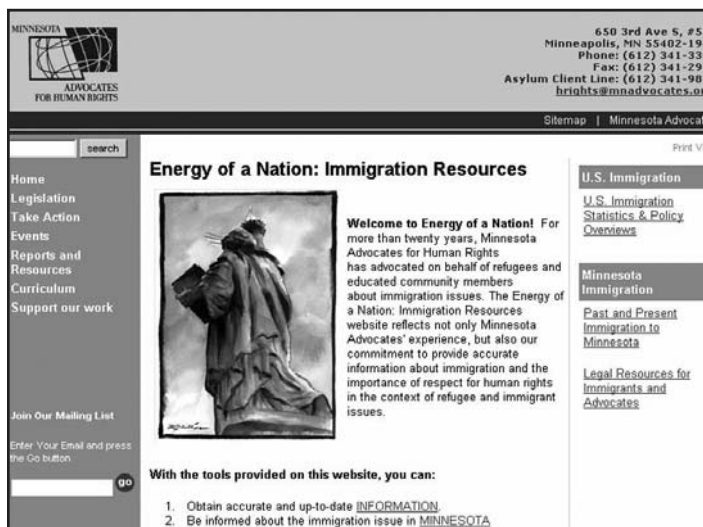 MINNESOTA
ADVOCATES
FOR HUMAN RIGHTS
650 3rd Ave S, #5
Minneapolis, MN 55402-19
Phone: (612) 341-33
Fax: (612) 341-29
Asylum Client Line: (612) 341-98
hrights@mnadvocates.o
Sitemap | Minnesota Advocat
search
Print V
Home
Legislation
Take Action
Events
Reports and
Resources
Curriculum
Support our work
Join Our Mailing List
Enter Your Email and press
the Go button
go
Energy of a Nation: Immigration Resources
Welcome to Energy of a Nation! For
more than twenty years, Minnesota
Advocates for Human Rights
has advocated on behalf of refugees and
educated community members
about immigration issues. The Energy of
a Nation: Immigration Resources
website reflects not only Minnesota
Advocates' experience, but also our
commitment to provide accurate
information about immigration and the
importance of respect for human rights
in the context of refugee and immigrant
issues.
With the tools provided on this website, you can:
1. Obtain accurate and up-to-date INFORMATION.
2. Be informed about the immigration issue in MINNESOTA
U.S. Immigration
U.S. Immigration
Statistics & Policy
Overviews
Minnesota
Immigration
Past and Present
Immigration to
Minnesota
Legal Resources for
Immigrants and
Advocates